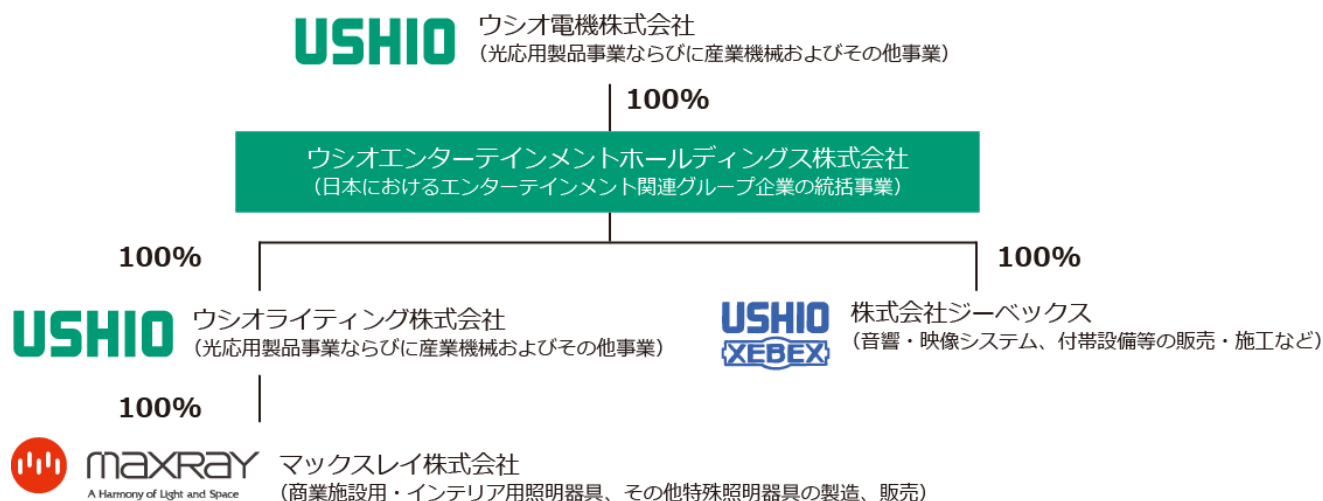 USHIO
ウシオ電機株式会社
（光応用製品事業ならびに産業機械およびその他事業）
100%
ウシオエンターテインメントホールディングス株式会社
（日本におけるエンターテインメント関連グループ企業の統括事業）
100%
100%
USHIO
ウシオライティング株式会社
（光応用製品事業ならびに産業機械およびその他事業）
USHIO
XEBEX
株式会社ジーベックス
（音響・映像システム、付帯設備等の販売・施工など）
100%
maxRay
A Harmony of Light and Space
マックスレイ株式会社
（商業施設用・インテリア用照明器具、その他特殊照明器具の製造、販売）